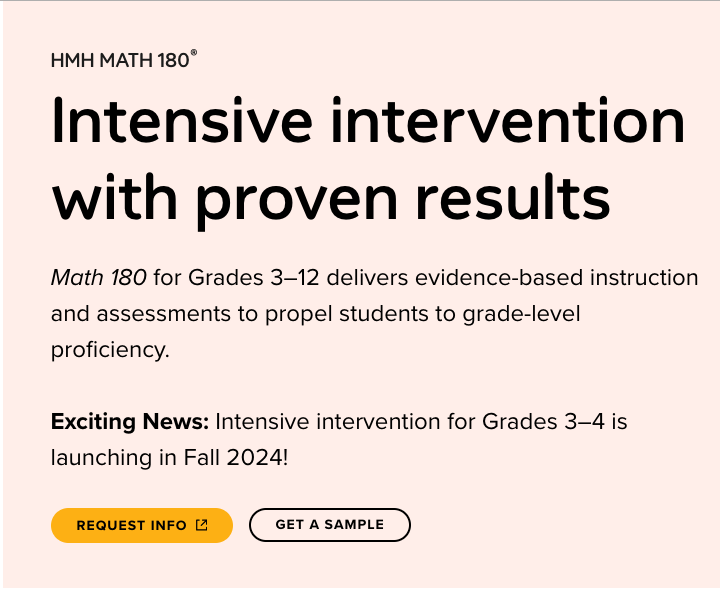 HMH MATH 180®
Intensive intervention
with proven results
Math 180 for Grades 3–12 delivers evidence-based instruction
and assessments to propel students to grade-level
proficiency.
Exciting News: Intensive intervention for Grades 3–4 is
launching in Fall 2024!
REQUEST INFO
GET A SAMPLE